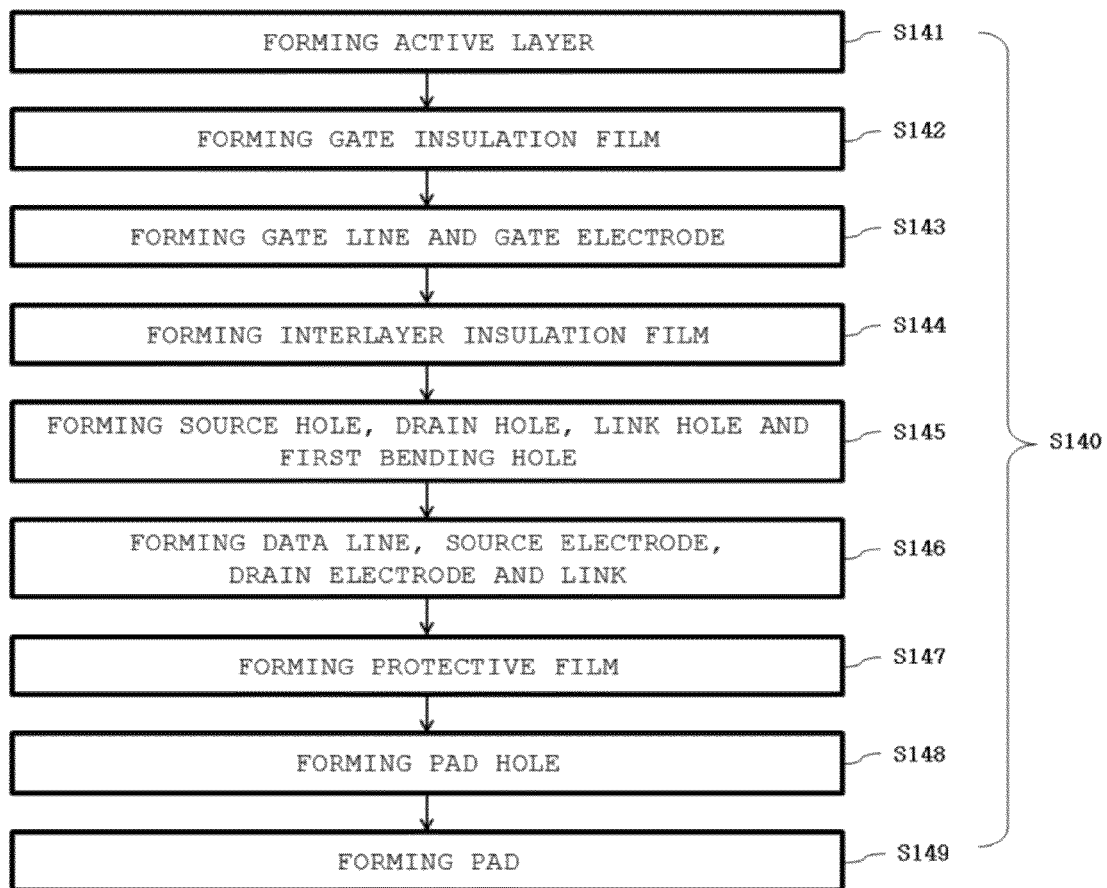 FORMING ACTIVE LAYER
S141
FORMING GATE INSULATION FILM
S142
FORMING GATE LINE AND GATE ELECTRODE
S143
FORMING INTERLAYER INSULATION FILM
S144
FORMING SOURCE HOLE, DRAIN HOLE, LINK HOLE AND
FIRST BENDING HOLE
S145
S140
FORMING DATA LINE, SOURCE ELECTRODE,
DRAIN ELECTRODE AND LINK
S146
FORMING PROTECTIVE FILM
S147
FORMING PAD HOLE
S148
FORMING PAD
S149